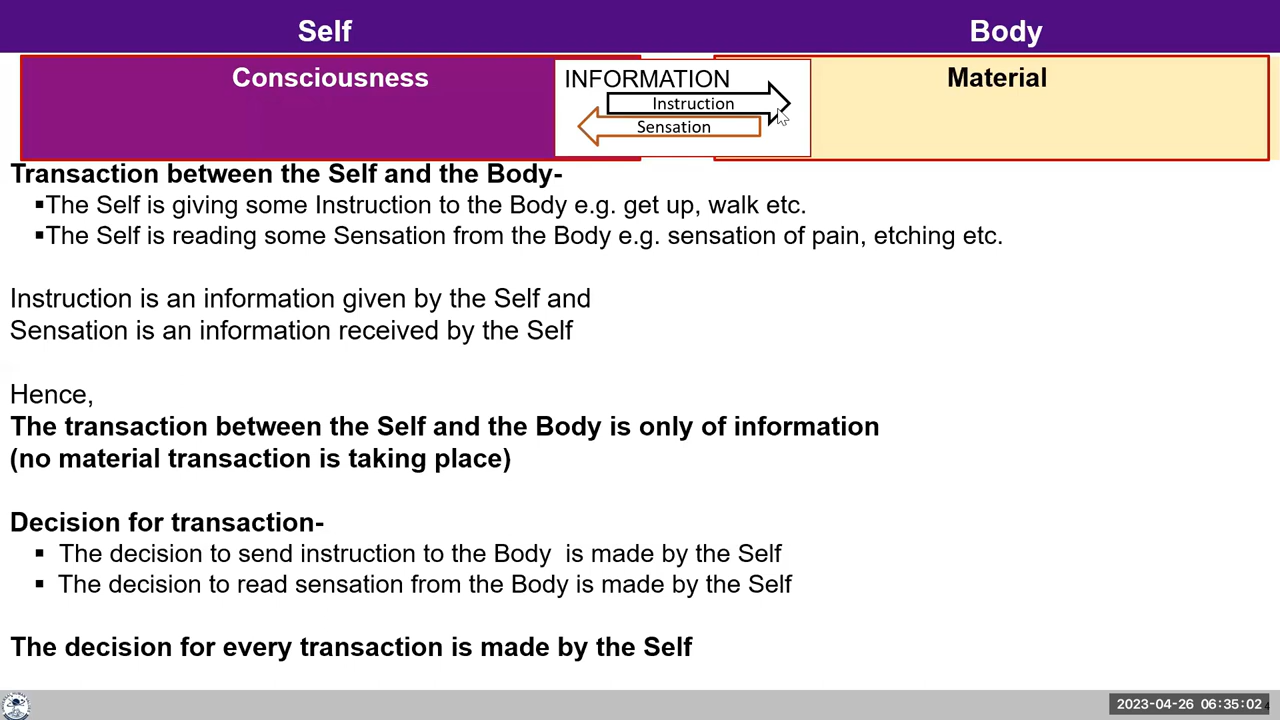 Self
Body
Consciousness
INFORMATION
Instruction
Sensation
Material
Transaction between the Self and the Body-
▪The Self is giving some Instruction to the Body e.g. get up, walk etc.
▪The Self is reading some Sensation from the Body e.g. sensation of pain, etching etc.
Instruction is an information given by the Self and
Sensation is an information received by the Self
Hence,
The transaction between the Self and the Body is only of information
(no material transaction is taking place)
Decision for transaction-
▪ The decision to send instruction to the Body is made by the Self
▪ The decision to read sensation from the Body is made by the Self
The decision for every transaction is made by the Self
2023-04-26 06:35:02